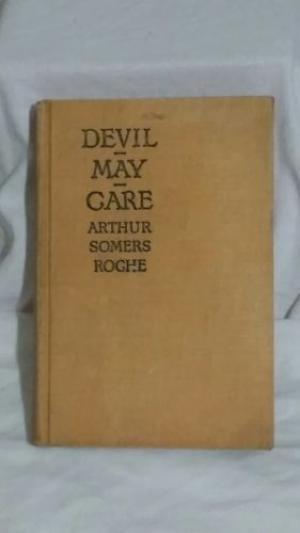 DEVIL
MAY
CARE
ARTHUR
SOMERS
ROCHE